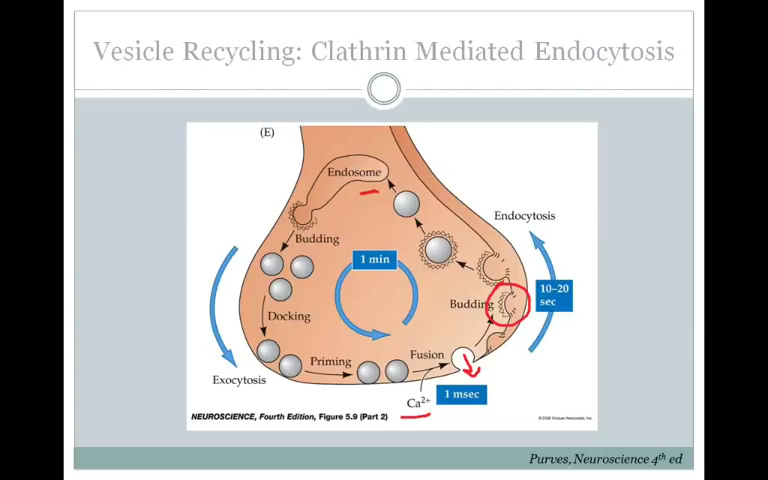 Vesicle Recycling: Clathrin Mediated Endocytosis
(E)
Endosome
Endocytosis
Budding
1 min
10–20
sec
Budding
Docking
Priming
Fusion
Exocytosis
Ca2+
1 msec
NEUROSCIENCE, Fourth Edition, Figure 5.9 (Part 2)
Purves, Neuroscience 4th ed